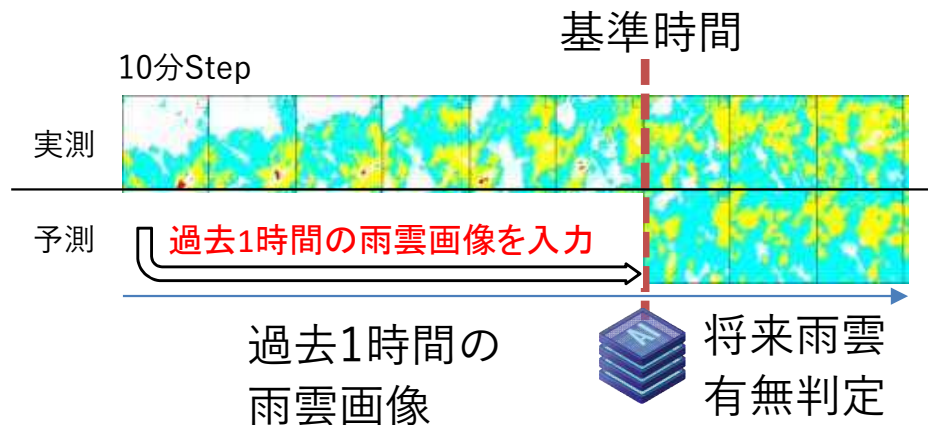 基準時間
10分Step
実測
予測
過去1時間の雨雲画像を入力
過去1時間の
雨雲画像
AI
将来雨雲
有無判定